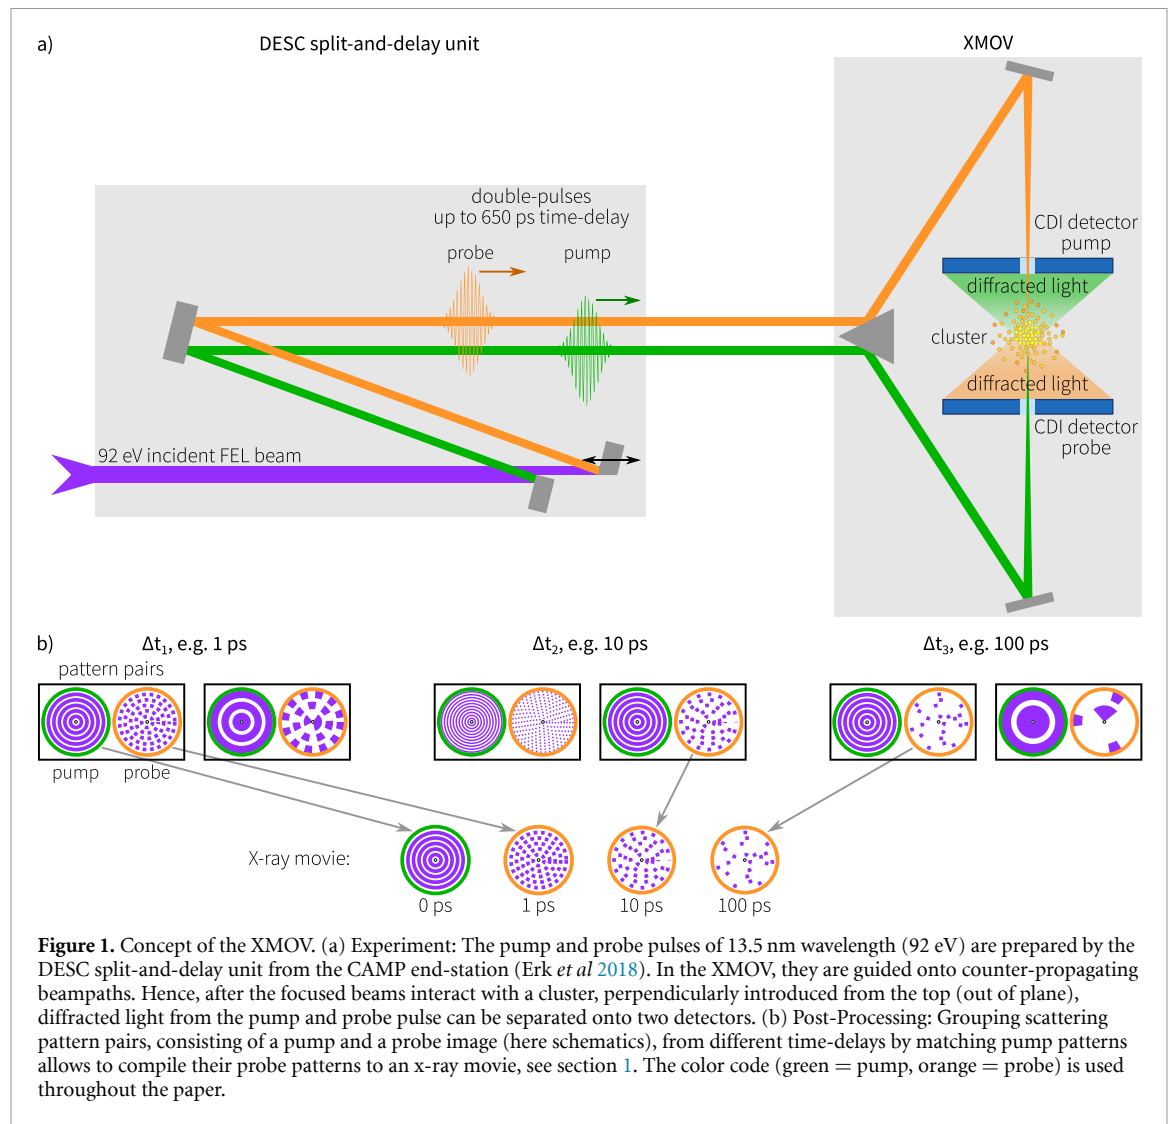 a)
DESC split-and-delay unit
XMOV
double-pulses
up to 650 ps time-delay
probe
pump
CDI detector
pump
diffracted light
cluster
diffracted light
CDI detector
probe
92 eV incident FEL beam
b)
Δt1, e.g. 1 ps
Δt2, e.g. 10 ps
Δt3, e.g. 100 ps
pattern pairs
pump
probe
X-ray movie:
0 ps
1 ps
10 ps
100 ps
Figure 1. Concept of the XMOV. (a) Experiment: The pump and probe pulses of 13.5 nm wavelength (92 eV) are prepared by the
DESC split-and-delay unit from the CAMP end-station (Erk et al 2018). In the XMOV, they are guided onto counter-propagating
beampaths. Hence, after the focused beams interact with a cluster, perpendicularly introduced from the top (out of plane),
diffracted light from the pump and probe pulse can be separated onto two detectors. (b) Post-Processing: Grouping scattering
pattern pairs, consisting of a pump and a probe image (here schematics), from different time-delays by matching pump patterns
allows to compile their probe patterns to an x-ray movie, see section 1. The color code (green = pump, orange = probe) is used
throughout the paper.